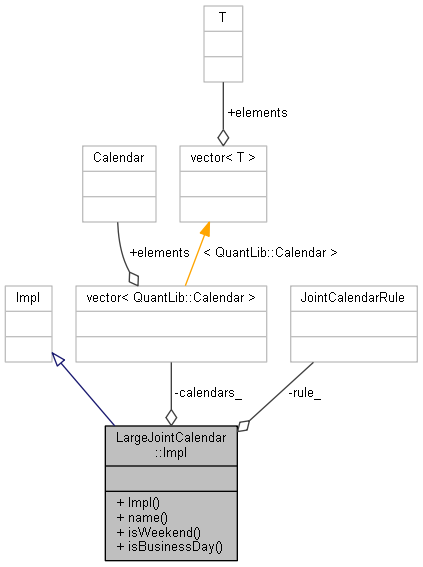 T
+elements
Calendar
vector< T >
+elements
< QuantLib::Calendar >
Impl
vector< QuantLib::Calendar >
JointCalendarRule
-calendars_
-rule_
LargeJointCalendar
::Impl
+ Impl()
+ name()
+ isWeekend()
+ isBusinessDay()